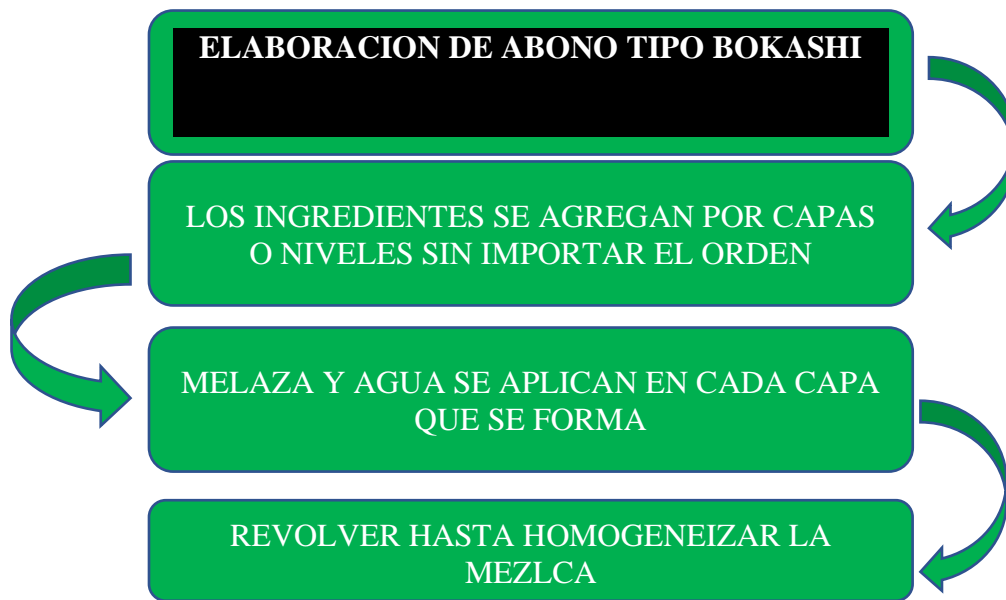 ELABORACION DE ABONO TIPO BOKASHI
LOS INGREDIENTES SE AGREGAN POR CAPAS
O NIVELES SIN IMPORTAR EL ORDEN
MELAZA Y AGUA SE APLICAN EN CADA CAPA
QUE SE FORMA
REVOLVER HASTA HOMOGENEIZAR LA
MEZLCA